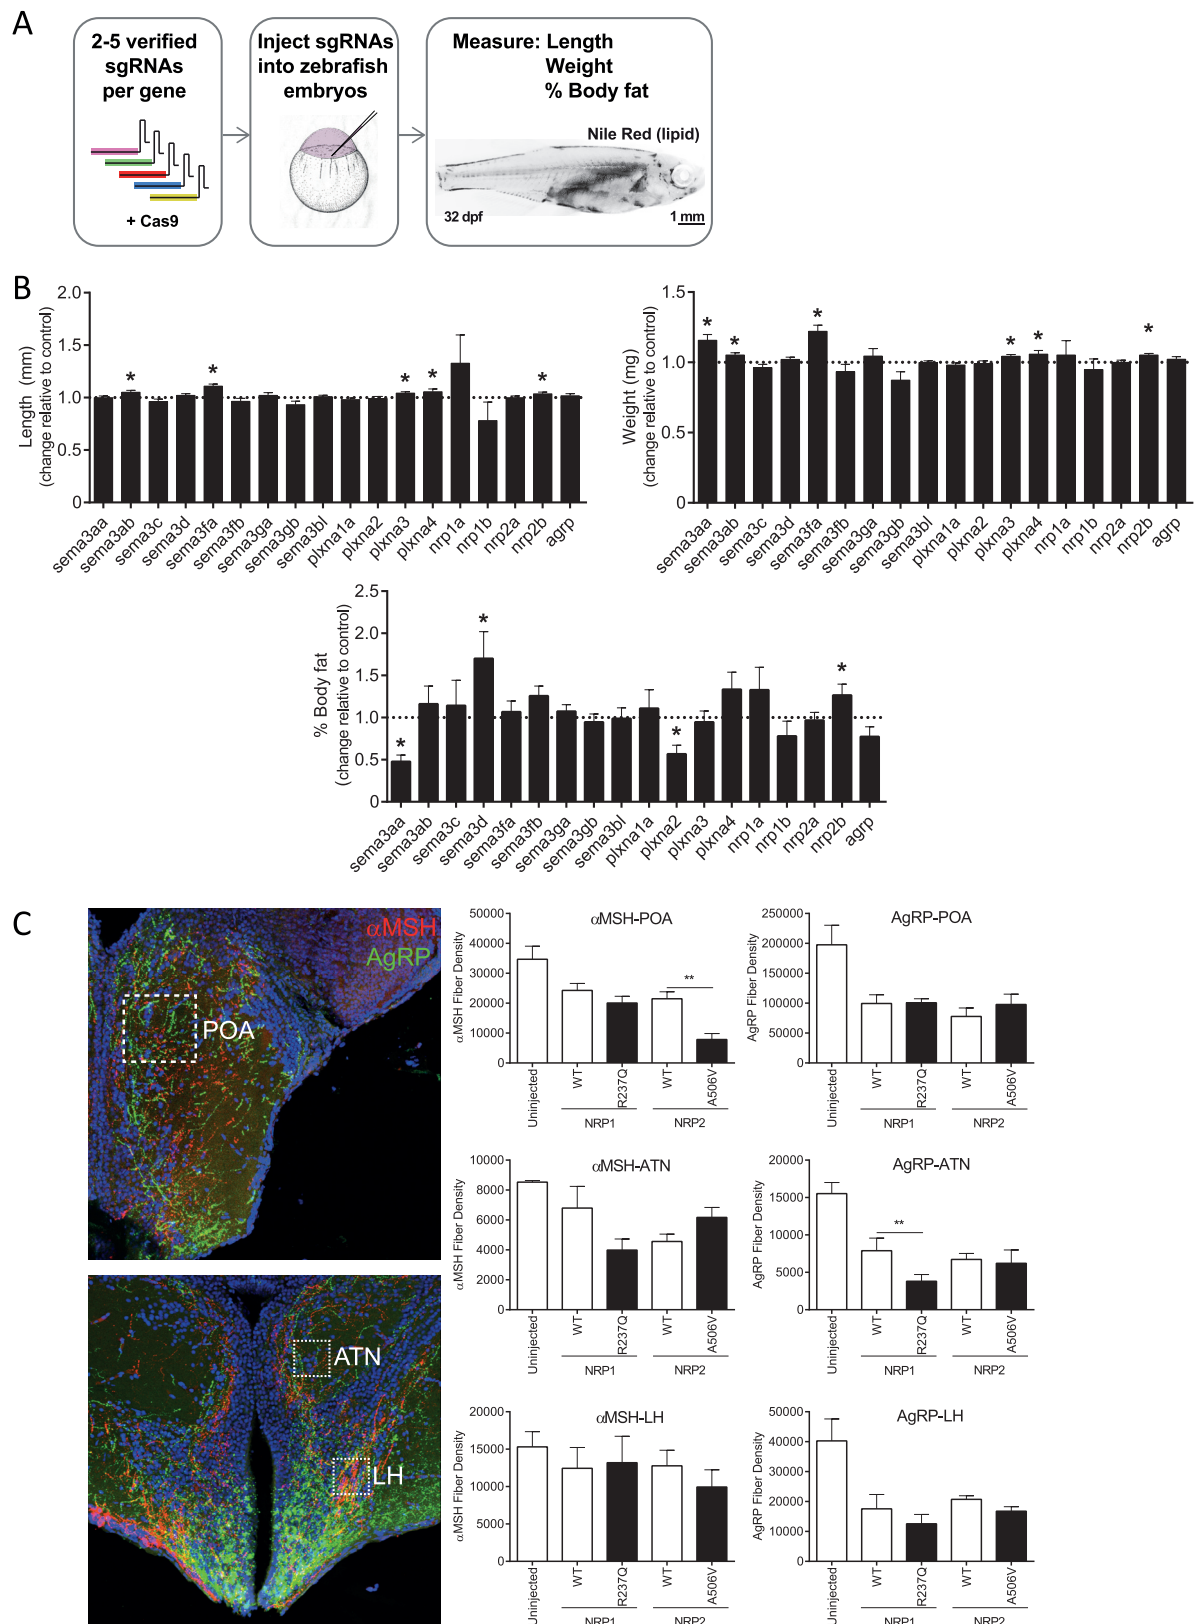 A
2-5 verified
sgRNAs
per gene
+ Cas9
Inject sgRNAs
into zebrafish
embryos
Measure: Length
Weight
% Body fat
Nile Red (lipid)
32 dpf
1 mm
B
Length (mm)
(change relative to control)
2.0
1.5
1.0
0.5
0
* * * * *
sema3aa
sema3ab
sema3c
sema3d
sema3fa
sema3fb
sema3ga
sema3gb
sema3bl
plxna1a
plxna2
plxna3
plxna4
nrp1a
nrp1b
nrp2a
nrp2b
agrp
Weight (mg)
(change relative to control)
1.5
1.0
0.5
0
* * * * * *
sema3aa
sema3ab
sema3c
sema3d
sema3fa
sema3fb
sema3ga
sema3gb
sema3bl
plxna1a
plxna2
plxna3
plxna4
nrp1a
nrp1b
nrp2a
nrp2b
agrp
% Body fat
(change relative to control)
2.5
2.0
1.5
1.0
0.5
0
* * * *
sema3aa
sema3ab
sema3c
sema3d
sema3fa
sema3fb
sema3ga
sema3gb
sema3bl
plxna1a
plxna2
plxna3
plxna4
nrp1a
nrp1b
nrp2a
nrp2b
agrp
C
αMSH
AgRP
POA
ATN
LH
αMSH-POA
αMSH Fiber Density
50000
40000
30000
20000
10000
0
**
Uninjected
WT
R237Q
WT
A506V
NRP1
NRP2
AgRP-POA
AgRP Fiber Density
250000
200000
150000
100000
50000
0
Uninjected
WT
R237Q
WT
A506V
NRP1
NRP2
αMSH-ATN
αMSH Fiber Density
10000
8000
6000
4000
2000
0
Uninjected
WT
R237Q
WT
A506V
NRP1
NRP2
AgRP-ATN
AgRP Fiber Density
20000
15000
10000
5000
0
**
Uninjected
WT
R237Q
WT
A506V
NRP1
NRP2
αMSH-LH
αMSH Fiber Density
20000
15000
10000
5000
0
Uninjected
WT
R237Q
WT
A506V
NRP1
NRP2
AgRP-LH
AgRP Fiber Density
50000
40000
30000
20000
10000
0
Uninjected
WT
R237Q
WT
A506V
NRP1
NRP2